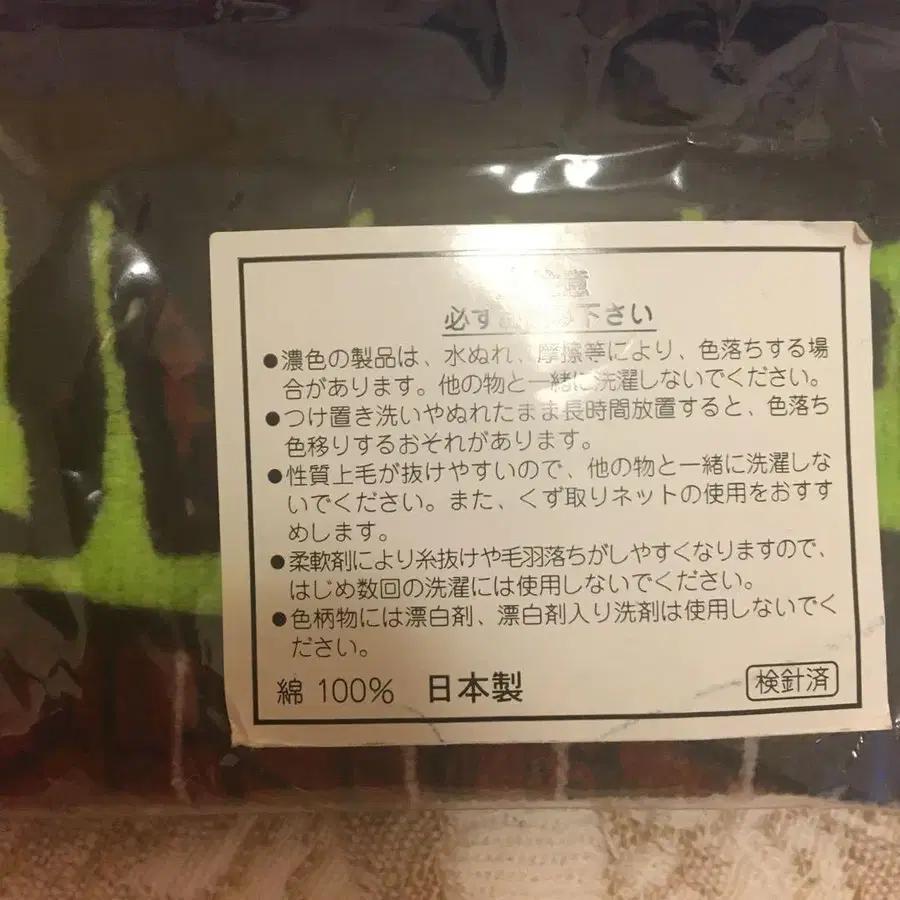 意
必ず 下さい
●濃色の製品は、水ぬれ、摩擦等により、色落ちする場
合があります。他の物と一緒に洗濯しないでください。
●つけ置き洗いやぬれたまま長時間放置すると、色落ち
色移りするおそれがあります。
●性質上毛が抜けやすいので、他の物と一緒に洗濯しな
いでください。また、くず取りネットの使用をおすす
めします。
●柔軟剤により糸抜けや毛羽落ちがしやすくなりますので、
はじめ数回の洗濯には使用しないでください。
●色柄物には漂白剤、漂白剤入り洗剤は使用しないでく
ださい。
綿 100% 日本製 検針済